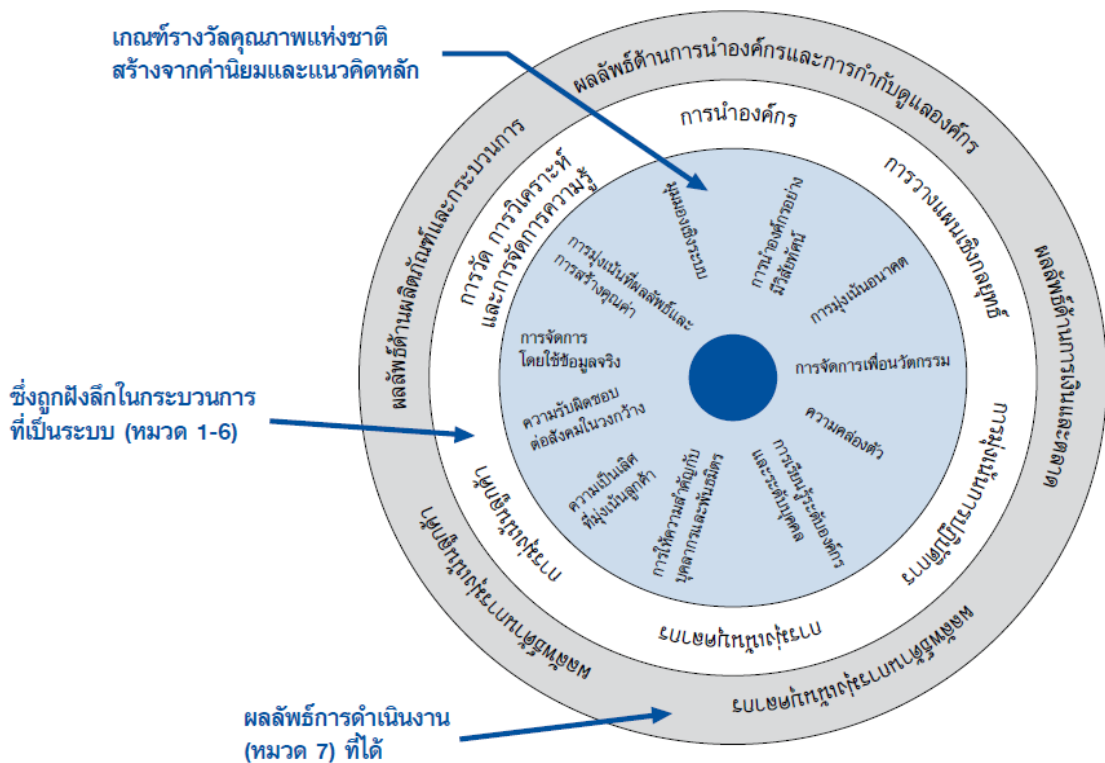 เกณฑ์รางวัลคุณภาพแห่งชาติ
สร้างจากค่านิยมและแนวคิดหลัก
ซึ่งถูกฝังลึกในกระบวนการ
ที่เป็นระบบ (หมวด 1-6)
ผลลัพธ์การดำเนินงาน
(หมวด 7) ที่ได้
ผลลัพธ์ด้านการนำองค์กรและการกำกับดูแลองค์กร
ผลลัพธ์ด้านการเงินและตลาด
ผลลัพธ์ด้านการมุ่งเน้นบุคลากร
ผลลัพธ์ด้านการมุ่งเน้นลูกค้า
ผลลัพธ์ด้านผลิตภัณฑ์และกระบวนการ
การนำองค์กร
การวางแผนเชิงกลยุทธ์
การมุ่งเน้นการปฏิบัติการ
การมุ่งเน้นบุคลากร
การมุ่งเน้นลูกค้า
การวัด การวิเคราะห์
และการจัดการความรู้
มุมมองเชิงระบบ
การนำองค์กรอย่าง
มีวิสัยทัศน์
การมุ่งเน้นอนาคต
การจัดการเพื่อนวัตกรรม
ความคล่องตัว
การเรียนรู้ระดับองค์กร
และระดับบุคคล
การให้ความสำคัญกับ
บุคลากรและพันธมิตร
ความเป็นเลิศ
ที่มุ่งเน้นลูกค้า
ความรับผิดชอบ
ต่อสังคมในวงกว้าง
การจัดการ
โดยใช้ข้อมูลจริง
การมุ่งเน้นที่ผลลัพธ์และ
การสร้างคุณค่า